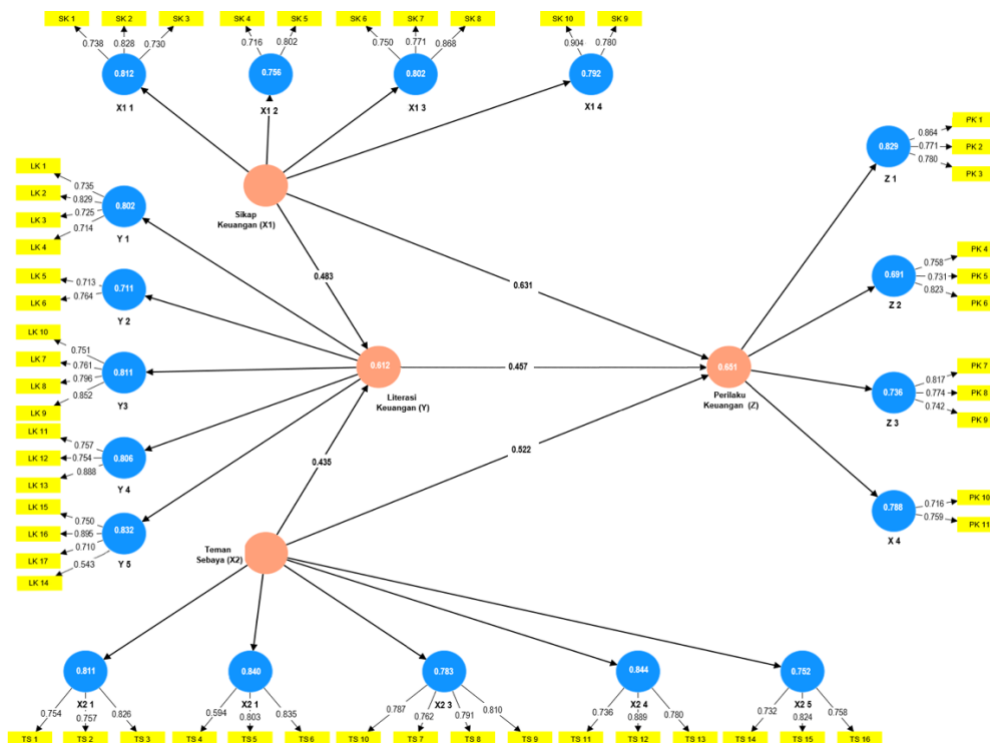 SK 1
SK 2
SK 3
SK 4
SK 5
SK 6
SK 7
SK 8
SK 10
SK 9
0.738
0.828
0.730
0.716
0.802
0.750
0.771
0.868
0.904
0.780
0.812
0.756
0.802
0.792
X1 1
X1 2
X1 3
X1 4
PK 1
0.864
0.829
0.771
PK 2
0.780
PK 3
Z 1
LK 1
0.735
LK 2
0.829
0.802
LK 3
0.725
0.714
LK 4
Y 1
Sikap
Keuangan (X1)
LK 5
0.713
0.711
LK 6
0.764
Y 2
0.483
0.631
PK 4
0.758
0.691
0.731
PK 5
0.823
PK 6
Z 2
LK 10
0.751
LK 7
0.761
0.811
LK 8
0.796
0.852
LK 9
Y3
0.612
0.457
Literasi
Keuangan (Y)
Perilaku
Keuangan (Z)
PK 7
0.817
0.736
0.774
PK 8
0.742
PK 9
Z 3
LK 11
0.757
LK 12
0.754
0.806
0.888
LK 13
Y 4
0.435
0.522
LK 15
0.750
LK 16
0.895
0.832
0.710
LK 17
0.543
LK 14
Y 5
PK 10
0.716
0.788
0.759
PK 11
X 4
Teman
Sebaya (X2)
0.811
0.840
0.783
0.844
0.752
X2 1
X2 1
X2 3
X2 4
X2 5
0.754
0.757
0.826
0.594
0.803
0.835
0.787
0.762
0.791
0.810
0.736
0.889
0.780
0.732
0.824
0.758
TS 1
TS 2
TS 3
TS 4
TS 5
TS 6
TS 10
TS 7
TS 8
TS 9
TS 11
TS 12
TS 13
TS 14
TS 15
TS 16